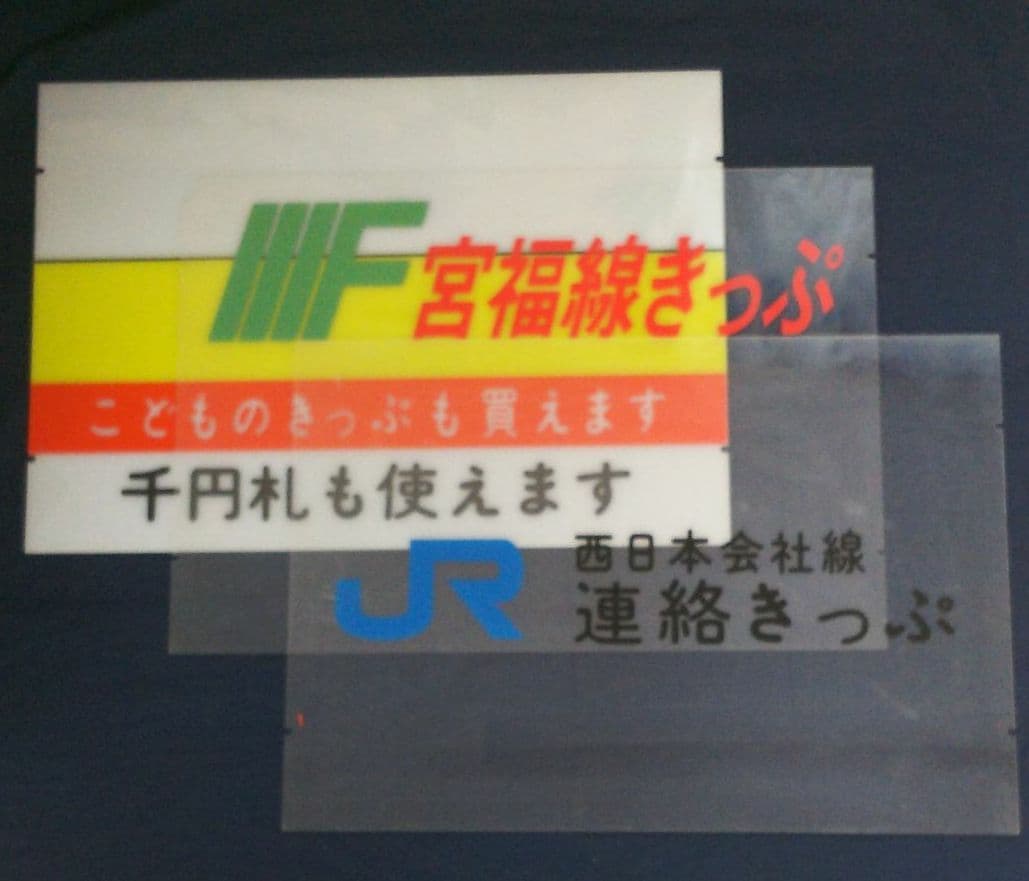 宮福線きっぷ
こどものきっぷも買えます
千円札も使えます
JR 西日本会社線
連絡きっぷ